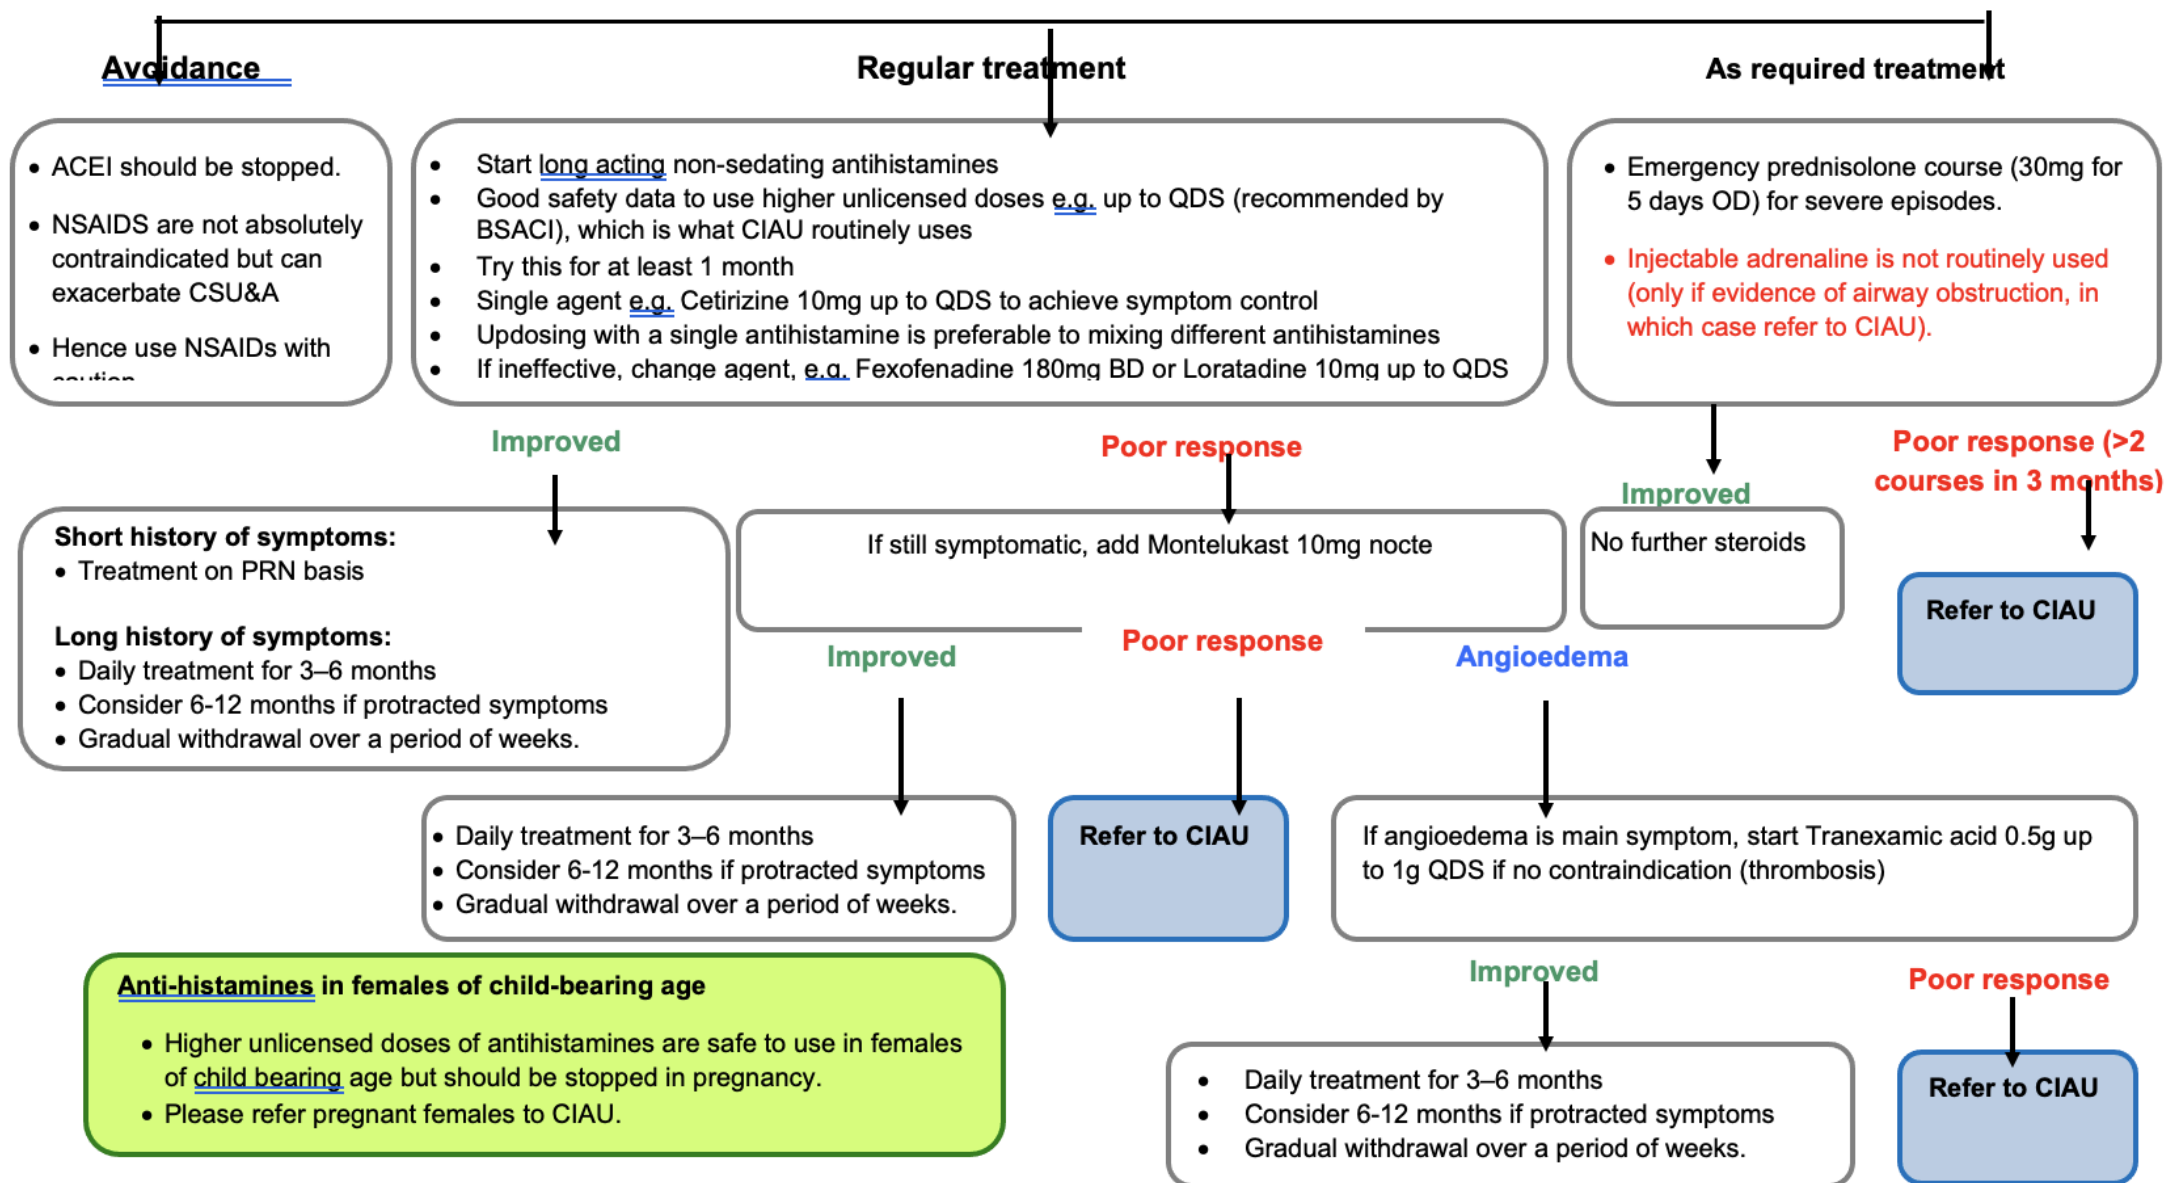 Avoidance
Regular treatment
As required treatment
• ACEI should be stopped.
• NSAIDS are not absolutely
contraindicated but can
exacerbate CSU&A
• Hence use NSAIDs with
caution
• Start long acting non-sedating antihistamines
• Good safety data to use higher unlicensed doses e.g. up to QDS (recommended by
BSACI), which is what CIAU routinely uses
• Try this for at least 1 month
• Single agent e.g. Cetirizine 10mg up to QDS to achieve symptom control
• Updosing with a single antihistamine is preferable to mixing different antihistamines
• If ineffective, change agent, e.g. Fexofenadine 180mg BD or Loratadine 10mg up to QDS
• Emergency prednisolone course (30mg for
5 days OD) for severe episodes.
• Injectable adrenaline is not routinely used
(only if evidence of airway obstruction, in
which case refer to CIAU).
Improved
Poor response
Improved
Poor response (>2
courses in 3 months)
Short history of symptoms:
• Treatment on PRN basis
Long history of symptoms:
• Daily treatment for 3–6 months
• Consider 6-12 months if protracted symptoms
• Gradual withdrawal over a period of weeks.
If still symptomatic, add Montelukast 10mg nocte
No further steroids
Refer to CIAU
Improved
Poor response
Angioedema
• Daily treatment for 3–6 months
• Consider 6-12 months if protracted symptoms
• Gradual withdrawal over a period of weeks.
Refer to CIAU
If angioedema is main symptom, start Tranexamic acid 0.5g up
to 1g QDS if no contraindication (thrombosis)
Anti-histamines in females of child-bearing age
• Higher unlicensed doses of antihistamines are safe to use in females
of child bearing age but should be stopped in pregnancy.
• Please refer pregnant females to CIAU.
Improved
Poor response
• Daily treatment for 3–6 months
• Consider 6-12 months if protracted symptoms
• Gradual withdrawal over a period of weeks.
Refer to CIAU